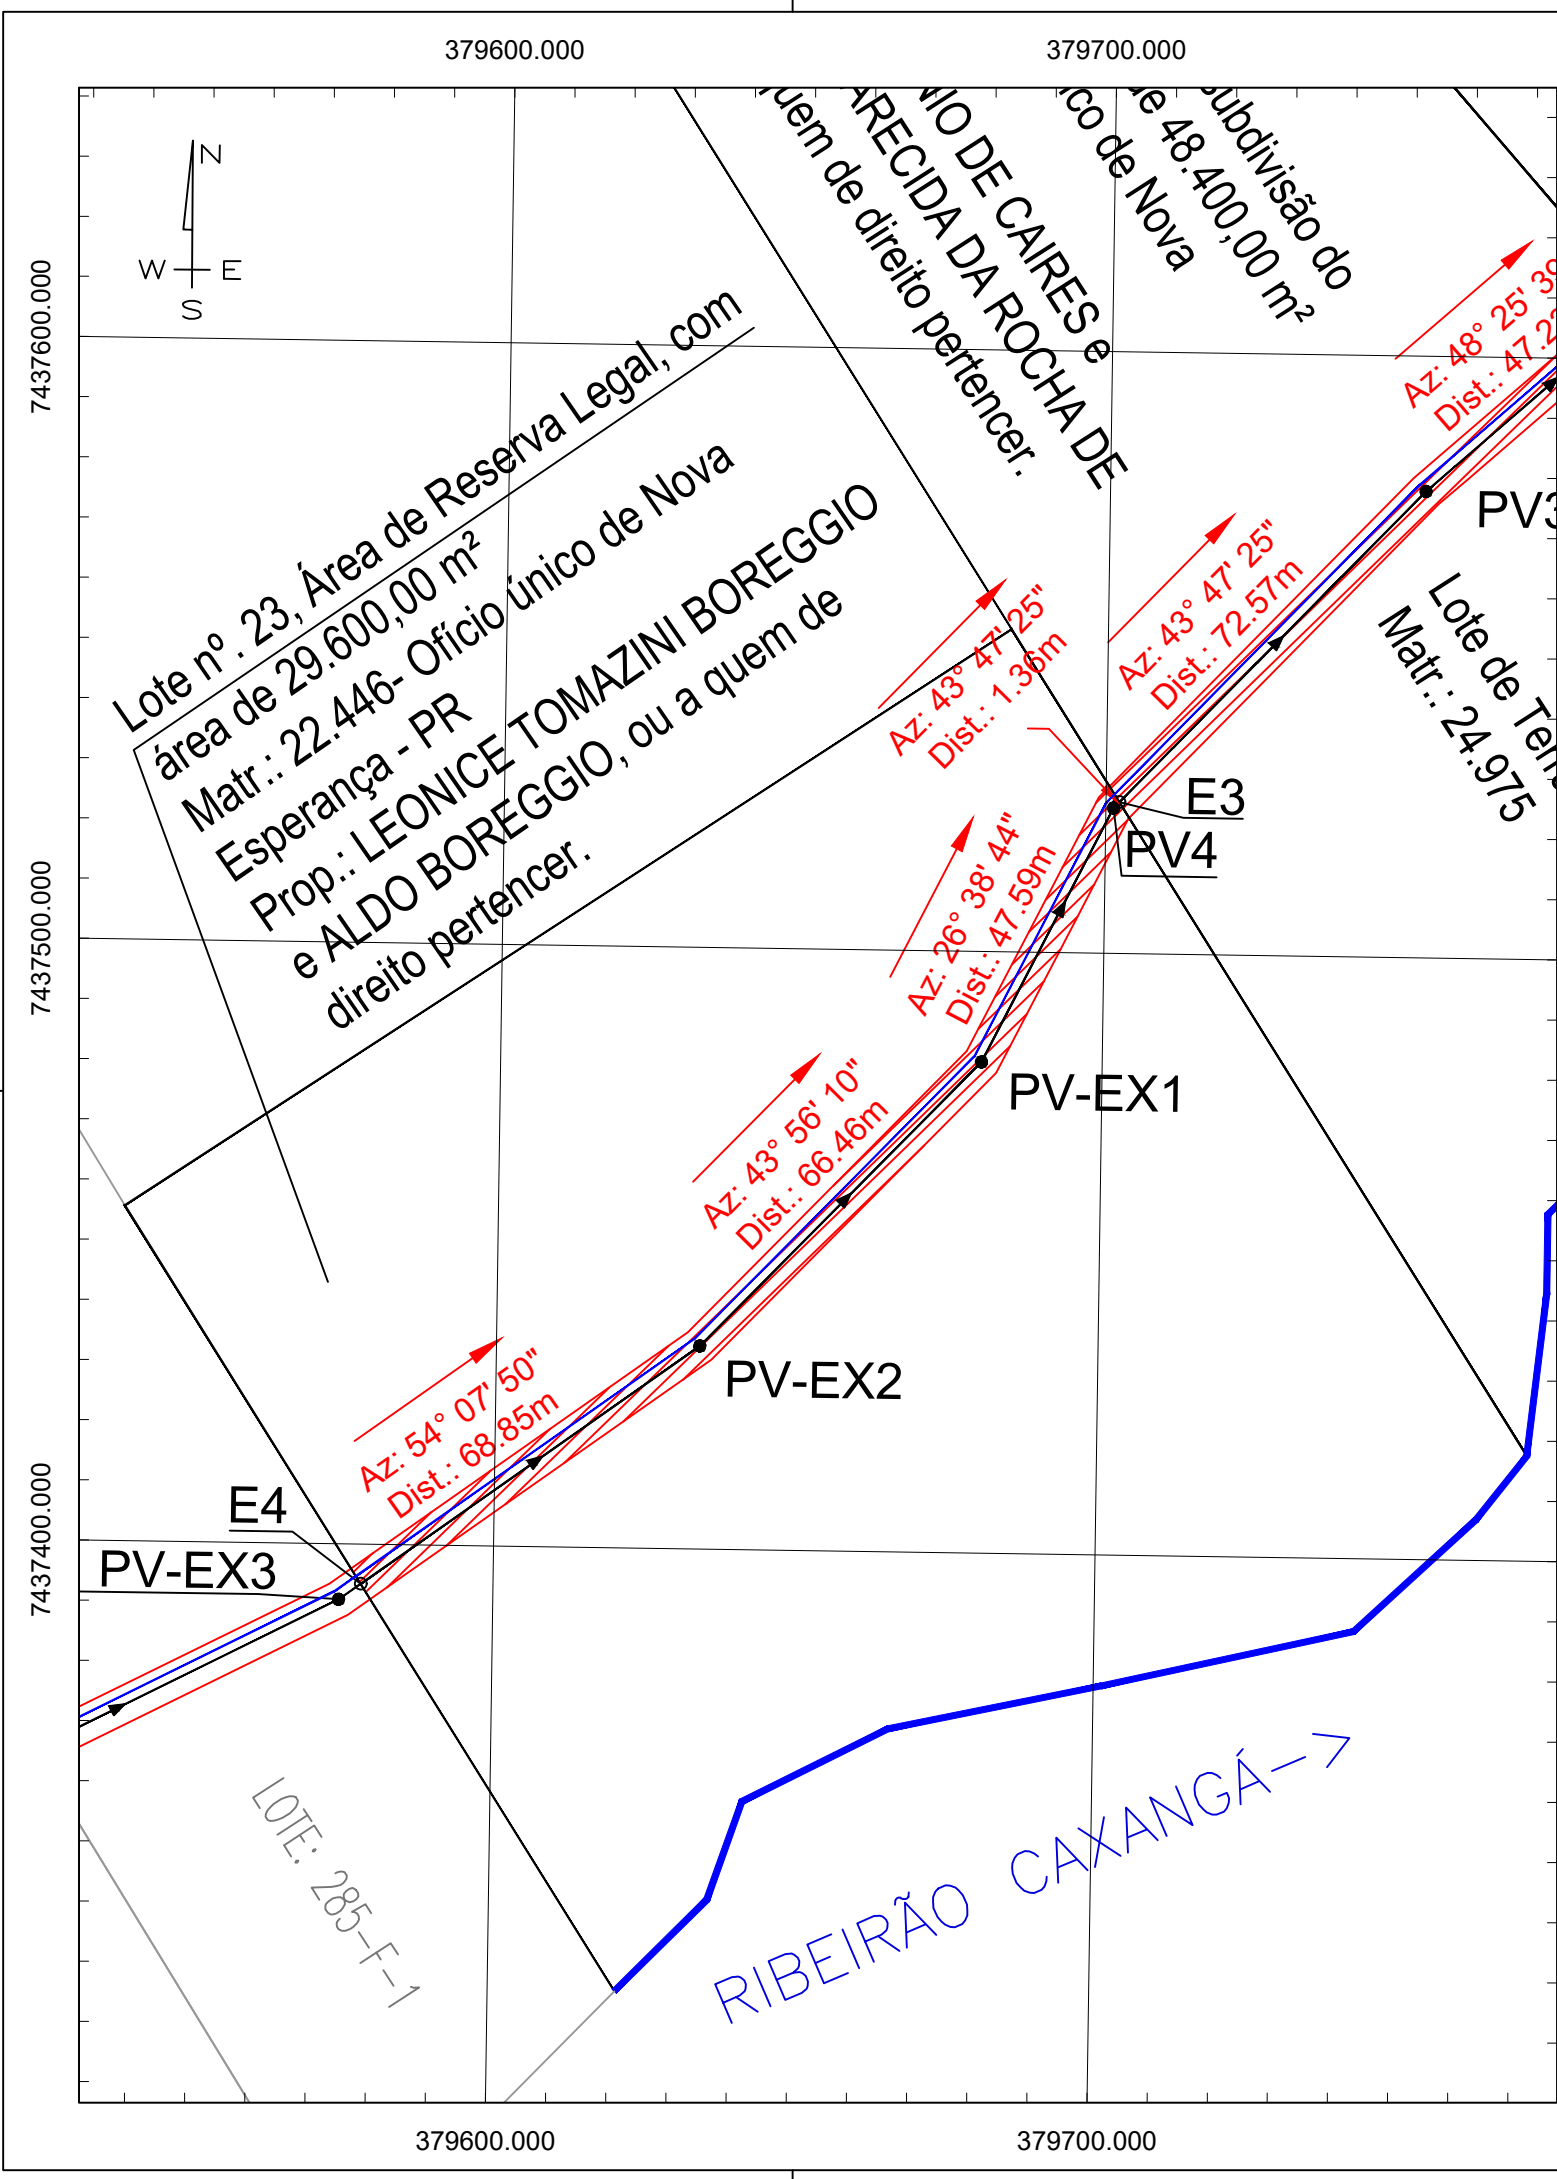 379600.000
379700.000
7437600.000
7437500.000
7437400.000
N
W E
S
Lote nº. 23, Área de Reserva Legal, com
área de 29.600,00 m²
Matr.: 22.446- Ofício único de Nova
Esperança - PR
Prop.: LEONICE TOMAZINI BOREGGIO
e ALDO BOREGGIO, ou a quem de
direito pertencer.
subdivisão do
de 48.400,00 m²
de Nova
DE CAIRES e
DA ROCHA DE
de direito pertencer.
Az: 48° 25'
Dist.:
PV3
Az: 43° 47' 25"
Dist.: 72.57m
Az: 43° 47' 25"
Dist.: 1.36m
Lote de
Matr.: 24.975
E3
PV4
Az: 26° 38' 44"
Dist.: 47.59m
PV-EX1
Az: 43° 56' 10"
Dist.: 66.46m
PV-EX2
Az: 54° 07' 50"
Dist.: 68.85m
E4
PV-EX3
LOTE: 285-F-1
RIBEIRÃO CAXANGÁ->
379600.000
379700.000